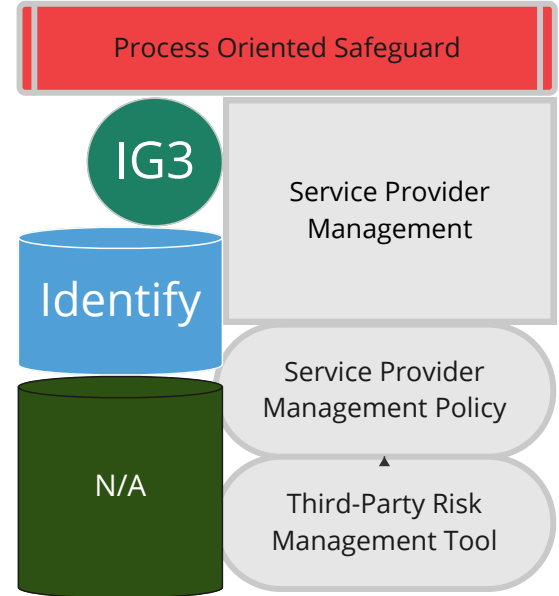 Process Oriented Safeguard
IG3
Service Provider
Management
Identify
Service Provider
Management Policy
N/A
Third-Party Risk
Management Tool